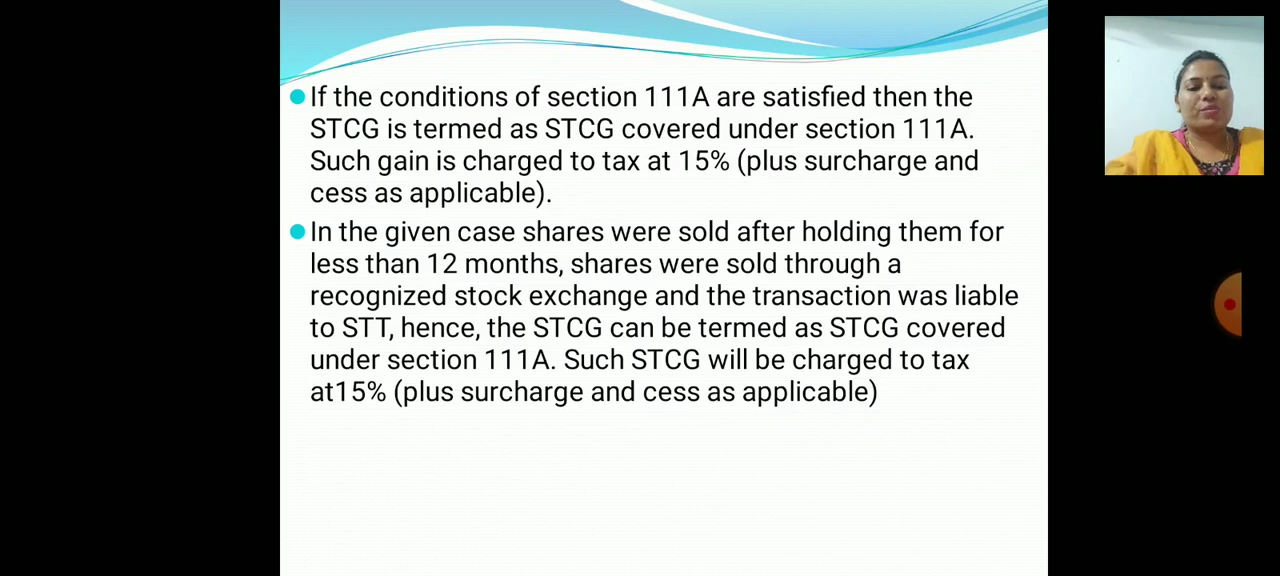 If the conditions of section 111A are satisfied then the
STCG is termed as STCG covered under section 111A.
Such gain is charged to tax at 15% (plus surcharge and
cess as applicable).
In the given case shares were sold after holding them for
less than 12 months, shares were sold through a
recognized stock exchange and the transaction was liable
to STT, hence, the STCG can be termed as STCG covered
under section 111A. Such STCG will be charged to tax
at15% (plus surcharge and cess as applicable)